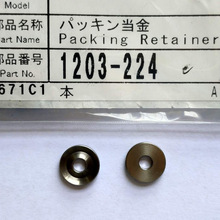 Model
部品名称 パッキン当金
Part Name Packing Retainer
部品番号 1203-224
Part No.
671C1 本 A